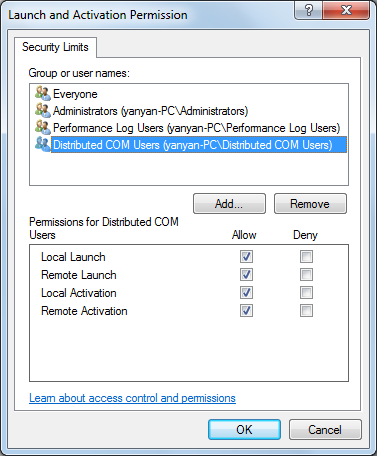 Launch and Activation Permission
Security Limits
Group or user names:
Everyone
Administrators (yanyan-PC\Administrators)
Performance Log Users (yanyan-PC\Performance Log Users)
Distributed COM Users (yanyan-PC\Distributed COM Users)
Add... Remove
Permissions for Distributed COM
Users Allow Deny
Local Launch
Remote Launch
Local Activation
Remote Activation
Learn about access control and permissions
OK Cancel